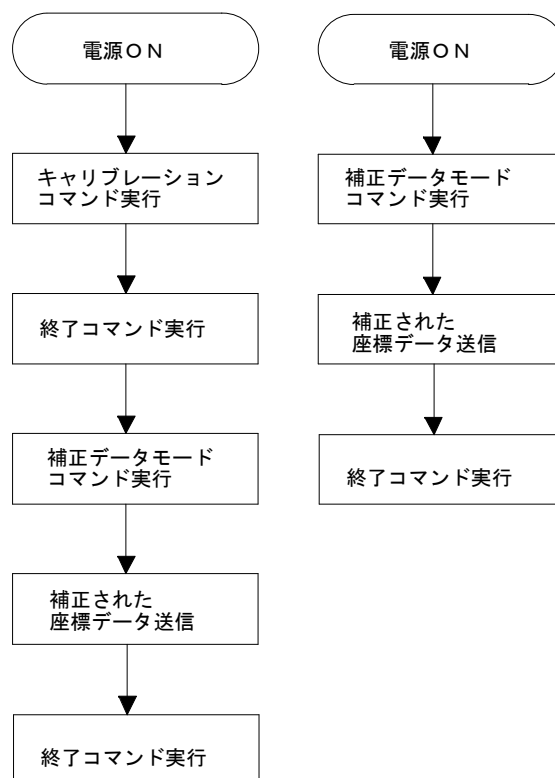 電源ＯＮ
キャリブレーション
コマンド実行
終了コマンド実行
補正データモード
コマンド実行
補正された
座標データ送信
終了コマンド実行
電源ＯＮ
補正データモード
コマンド実行
補正された
座標データ送信
終了コマンド実行